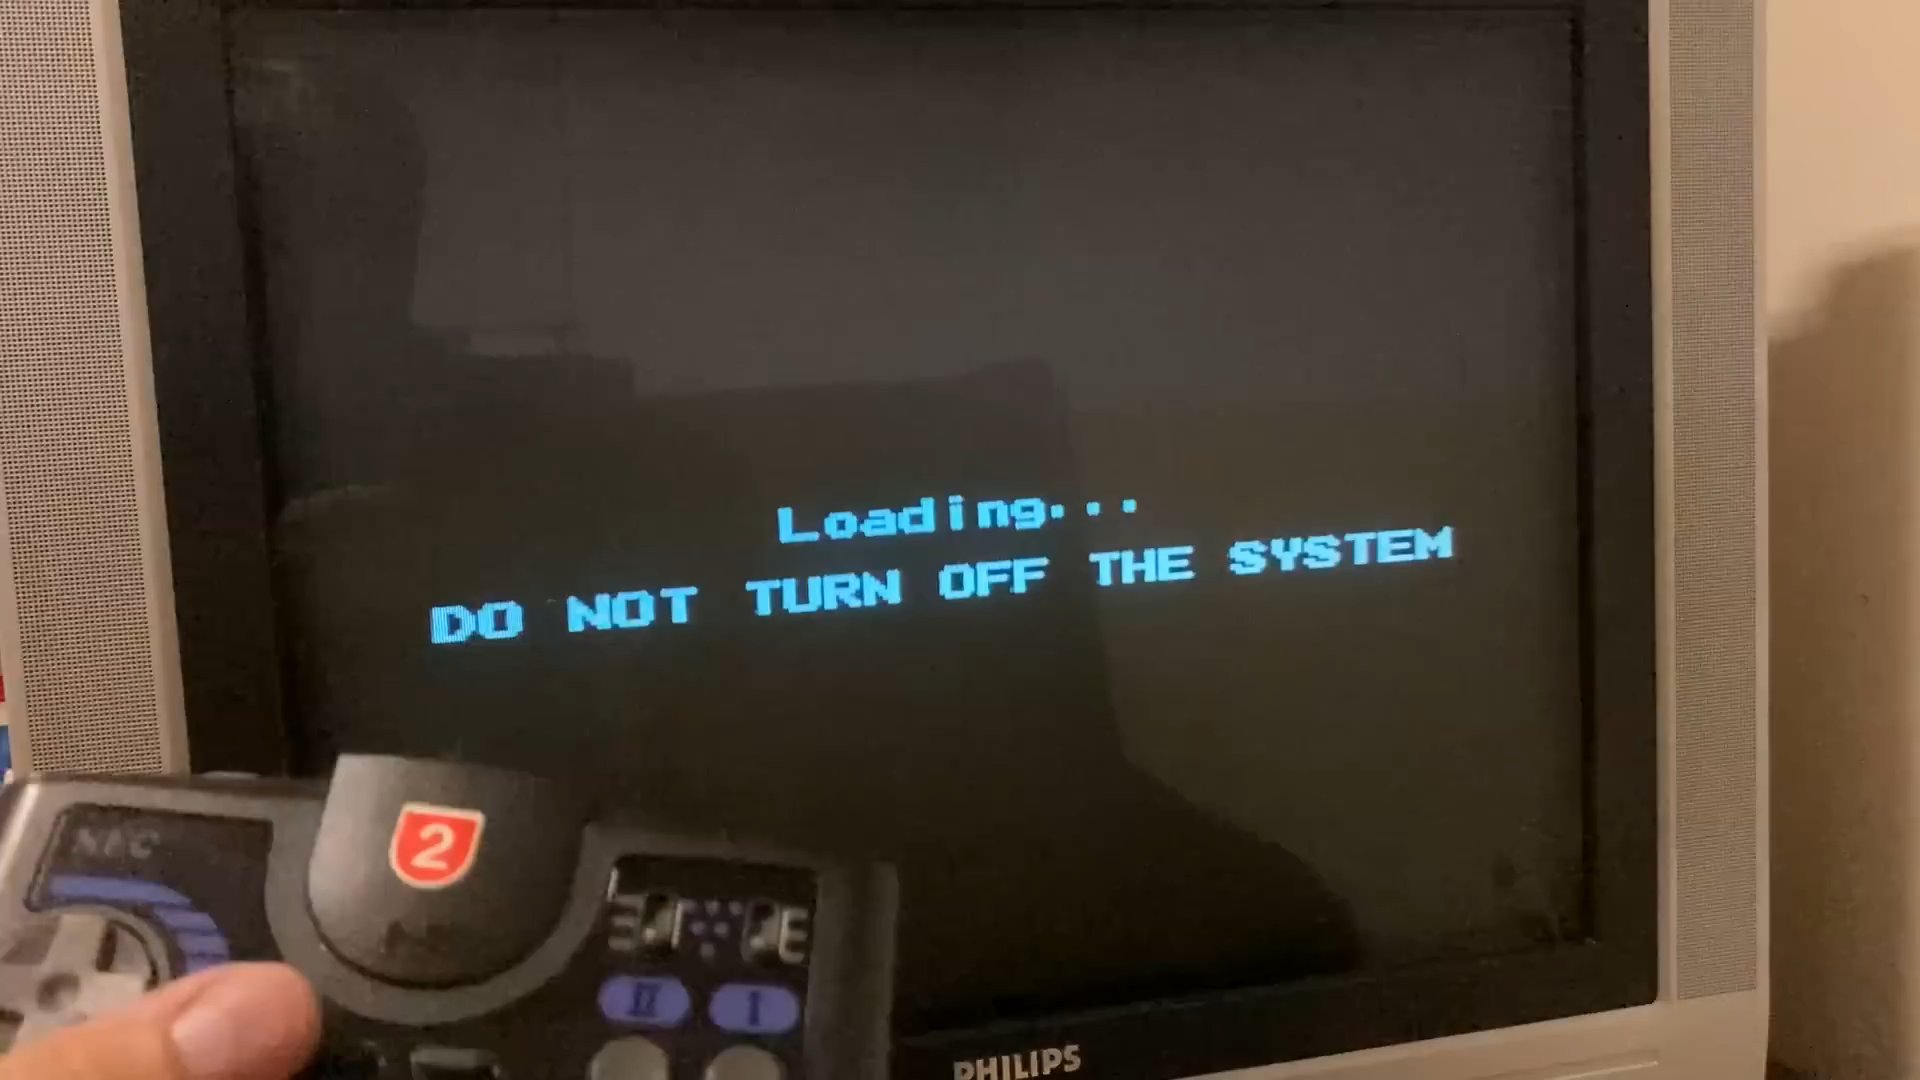 Loading...
DO NOT TURN OFF THE SYSTEM
NEC
2
II I
PHILIPS